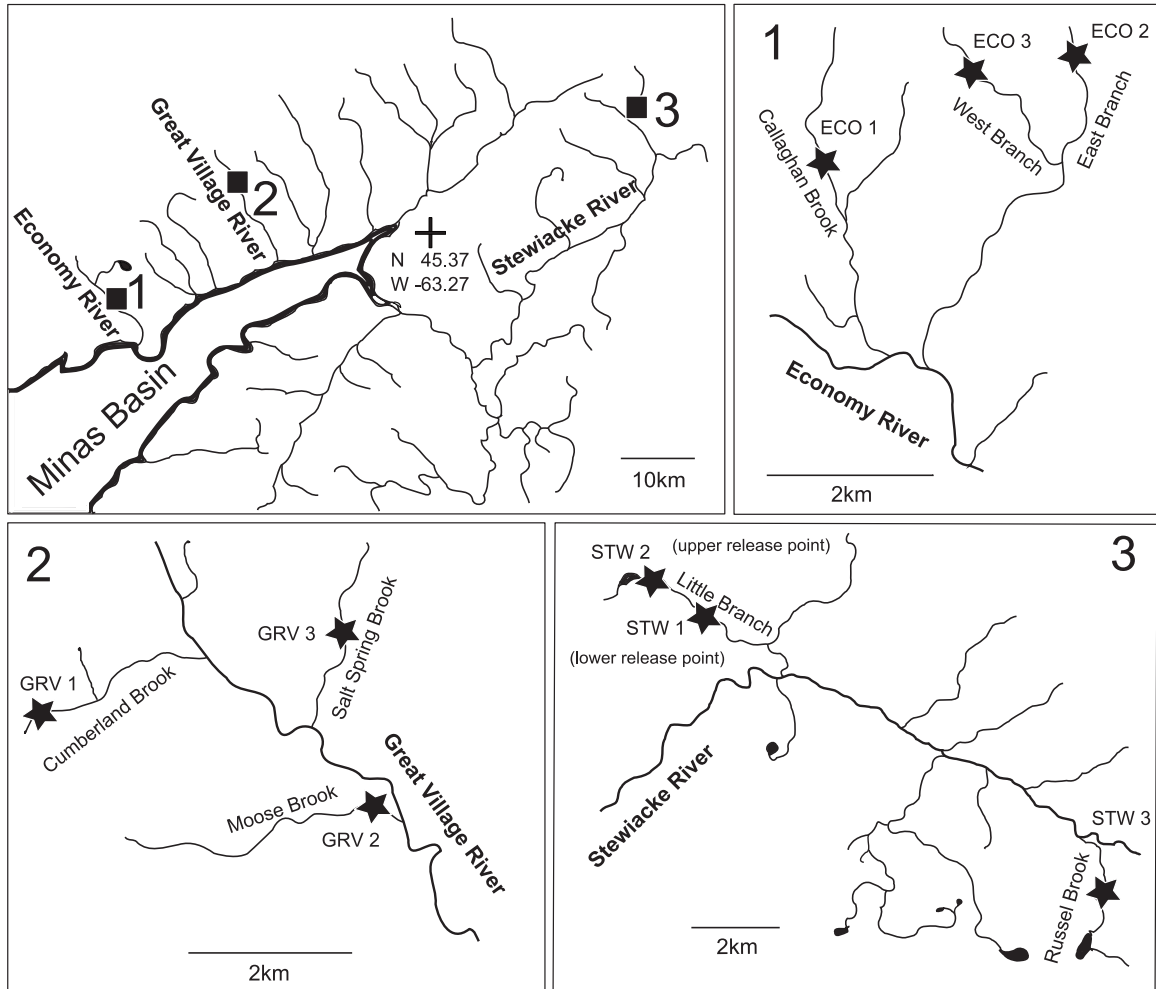 Great Village River
3
2
Economy River
Stewiacke River
N 45.37
W -63.27
1
Minas Basin
10km
1
ECO 3
ECO 2
ECO 1
Callaghan Brook
West Branch
East Branch
Economy River
2km
2
GRV 3
Salt Spring Brook
GRV 1
Cumberland Brook
Great Village River
Moose Brook
GRV 2
2km
3
STW 2
(upper release point)
Little Branch
STW 1
(lower release point)
Stewiacke River
STW 3
Russel Brook
2km